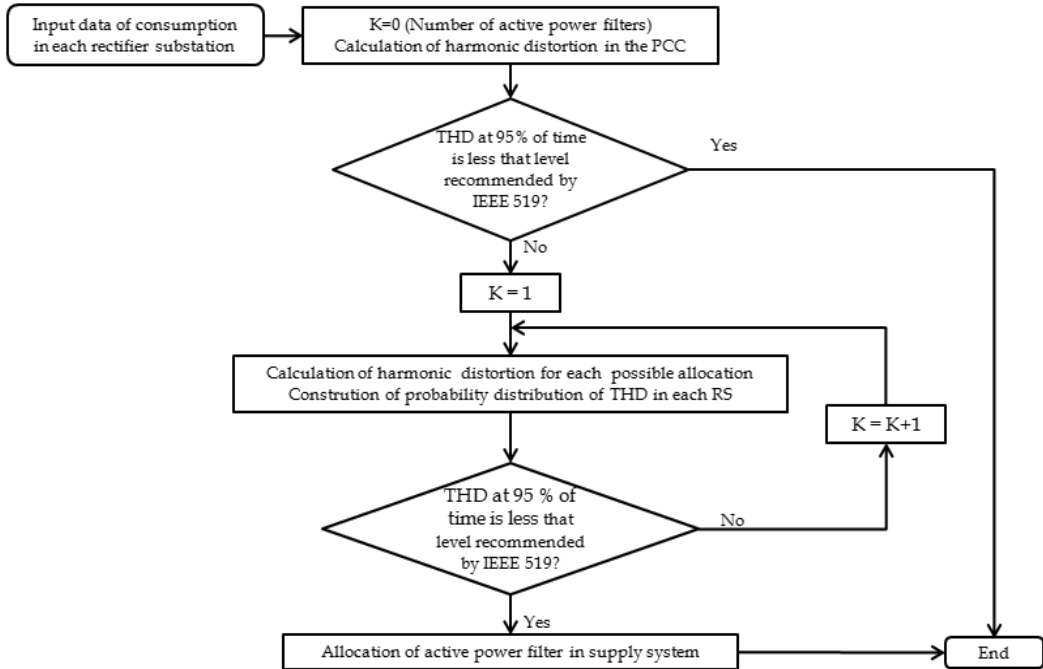 Input data of consumption
in each rectifier substation
K=0 (Number of active power filters)
Calculation of harmonic distortion in the PCC
THD at 95% of time
is less that level
recommended by
IEEE 519?
Yes
No
K = 1
Calculation of harmonic distortion for each possible allocation
Constrution of probability distribution of THD in each RS
K = K+1
THD at 95 % of
time is less that
level recommended
by IEEE 519?
No
Yes
Allocation of active power filter in supply system
End